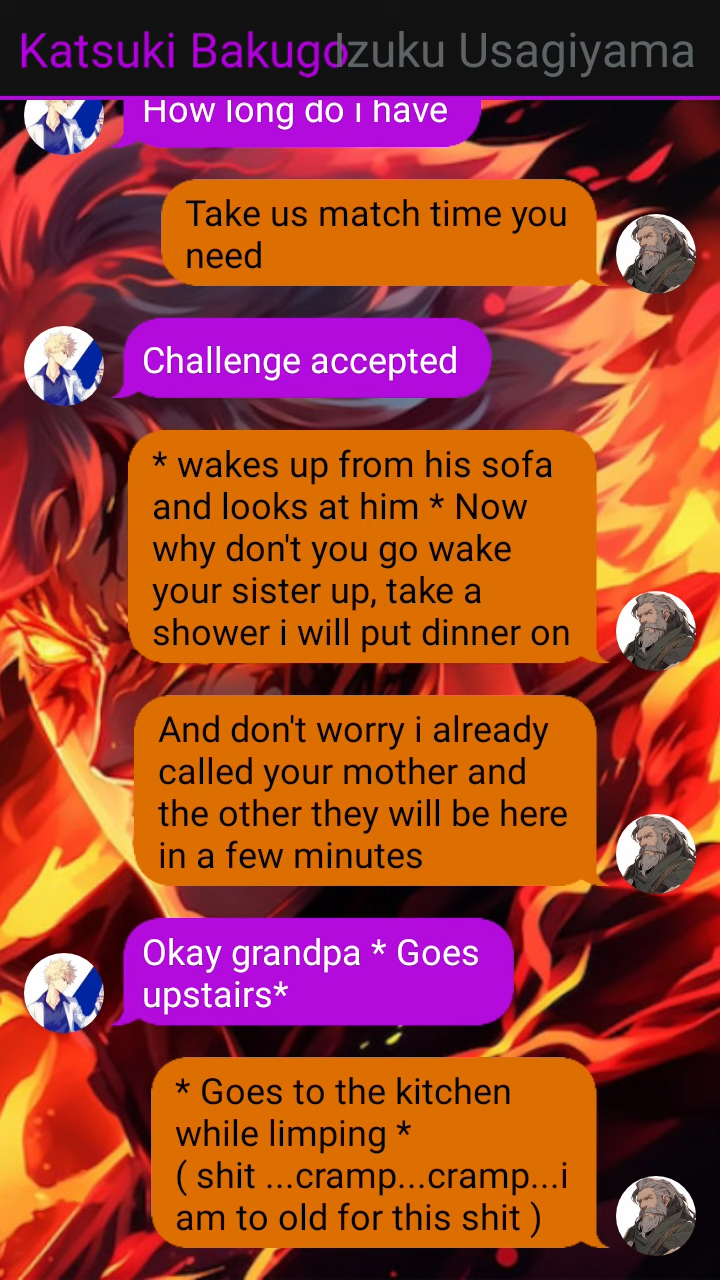 Katsuki Bakugo Izuku Usagiyama
How long do i have
Take us match time you
need
Challenge accepted
* wakes up from his sofa
and looks at him * Now
why don't you go wake
your sister up, take a
shower i will put dinner on
And don't worry i already
called your mother and
the other they will be here
in a few minutes
Okay grandpa * Goes
upstairs*
* Goes to the kitchen
while limping *
( shit ...cramp...cramp...i
am to old for this shit )